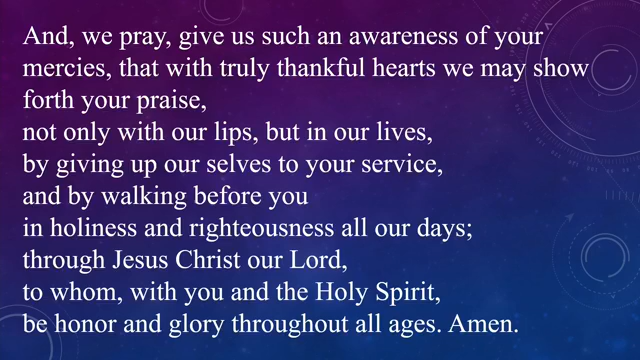 And, we pray, give us such an awareness of your
mercies, that with truly thankful hearts we may show
forth your praise,
not only with our lips, but in our lives,
by giving up our selves to your service,
and by walking before you
in holiness and righteousness all our days;
through Jesus Christ our Lord,
to whom, with you and the Holy Spirit,
be honor and glory throughout all ages. Amen.